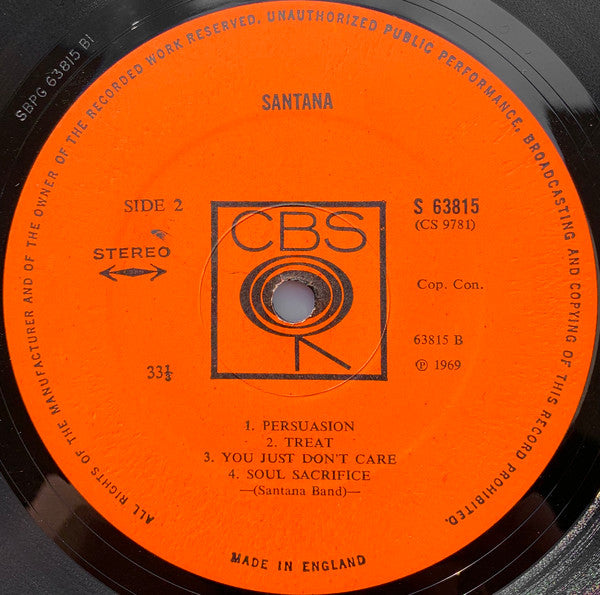 SBPG 63815 B1
ALL RIGHTS OF THE MANUFACTURER AND OF THE OWNER OF THE RECORDED WORK RESERVED. UNAUTHORIZED PUBLIC PERFORMANCE, BROADCASTING AND COPYING OF THIS RECORD PROHIBITED.
SANTANA
SIDE 2
STEREO
33⅓
CBS
S 63815
(CS 9781)
Cop. Con.
63815 B
℗ 1969
1. PERSUASION
2. TREAT
3. YOU JUST DON'T CARE
4. SOUL SACRIFICE
—(Santana Band)—
MADE IN ENGLAND